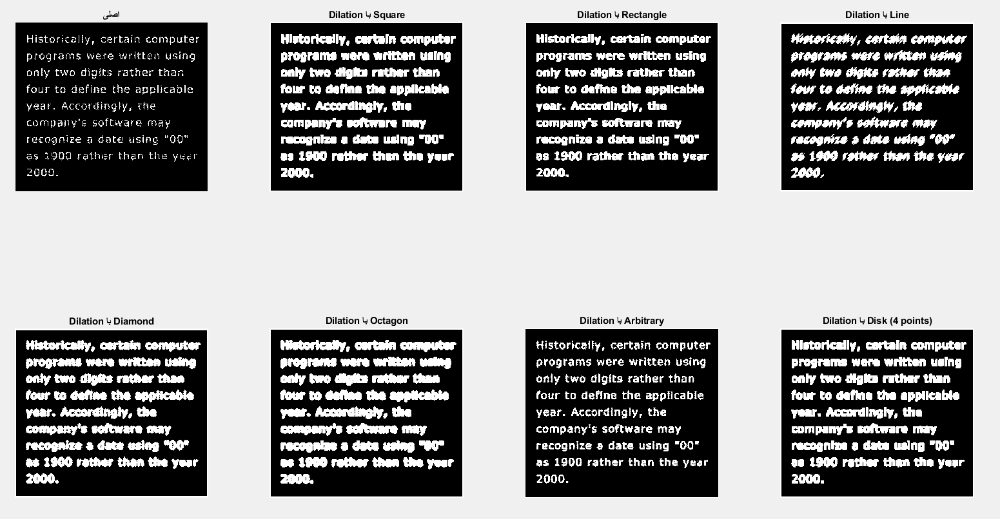 اصلی
Historically, certain computer
programs were written using
only two digits rather than
four to define the applicable
year. Accordingly, the
company's software may
recognize a date using "00"
as 1900 rather than the year
2000.
Dilation با Square
Historically, certain computer
programs were written using
only two digits rather than
four to define the applicable
year. Accordingly, the
company's software may
recognize a date using "00"
as 1900 rather than the year
2000.
Dilation با Rectangle
Historically, certain computer
programs were written using
only two digits rather than
four to define the applicable
year. Accordingly, the
company's software may
recognize a date using "00"
as 1900 rather than the year
2000.
Dilation با Line
Historically, certain computer
programs were written using
only two digits rather than
four to define the applicable
year. Accordingly, the
company's software may
recognize a date using "00"
as 1900 rather than the year
2000.
Dilation با Diamond
Historically, certain computer
programs were written using
only two digits rather than
four to define the applicable
year. Accordingly, the
company's software may
recognize a date using "00"
as 1900 rather than the year
2000.
Dilation با Octagon
Historically, certain computer
programs were written using
only two digits rather than
four to define the applicable
year. Accordingly, the
company's software may
recognize a date using "00"
as 1900 rather than the year
2000.
Dilation با Arbitrary
Historically, certain computer
programs were written using
only two digits rather than
four to define the applicable
year. Accordingly, the
company's software may
recognize a date using "00"
as 1900 rather than the year
2000.
Dilation با Disk (4 points)
Historically, certain computer
programs were written using
only two digits rather than
four to define the applicable
year. Accordingly, the
company's software may
recognize a date using "00"
as 1900 rather than the year
2000.